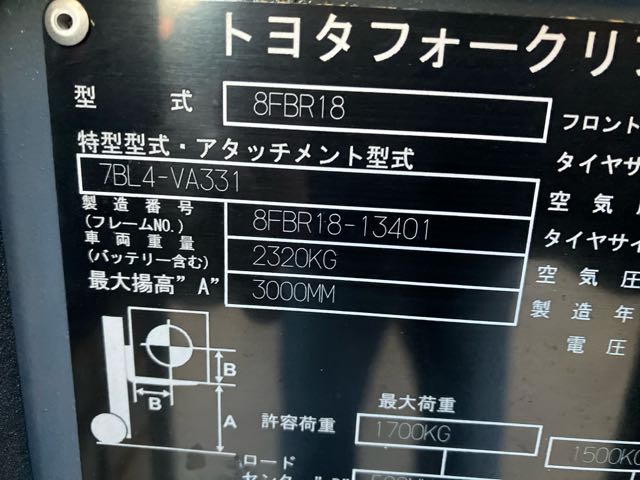 トヨタフォークリフ
型 式 8FBR18
フロント
特型型式・アタッチメント型式
タイヤサイ
7BL4-VA331
空 気 圧
製造番号
(フレームNO.) 8FBR18-13401
タイヤサイ
車両重量
(バッテリー含む) 2320KG
空 気 圧
最大揚高"A" 3000MM
製 造 年
電 圧
B
B
A
最大荷重
許容荷重 1700KG 1500KG
ロード